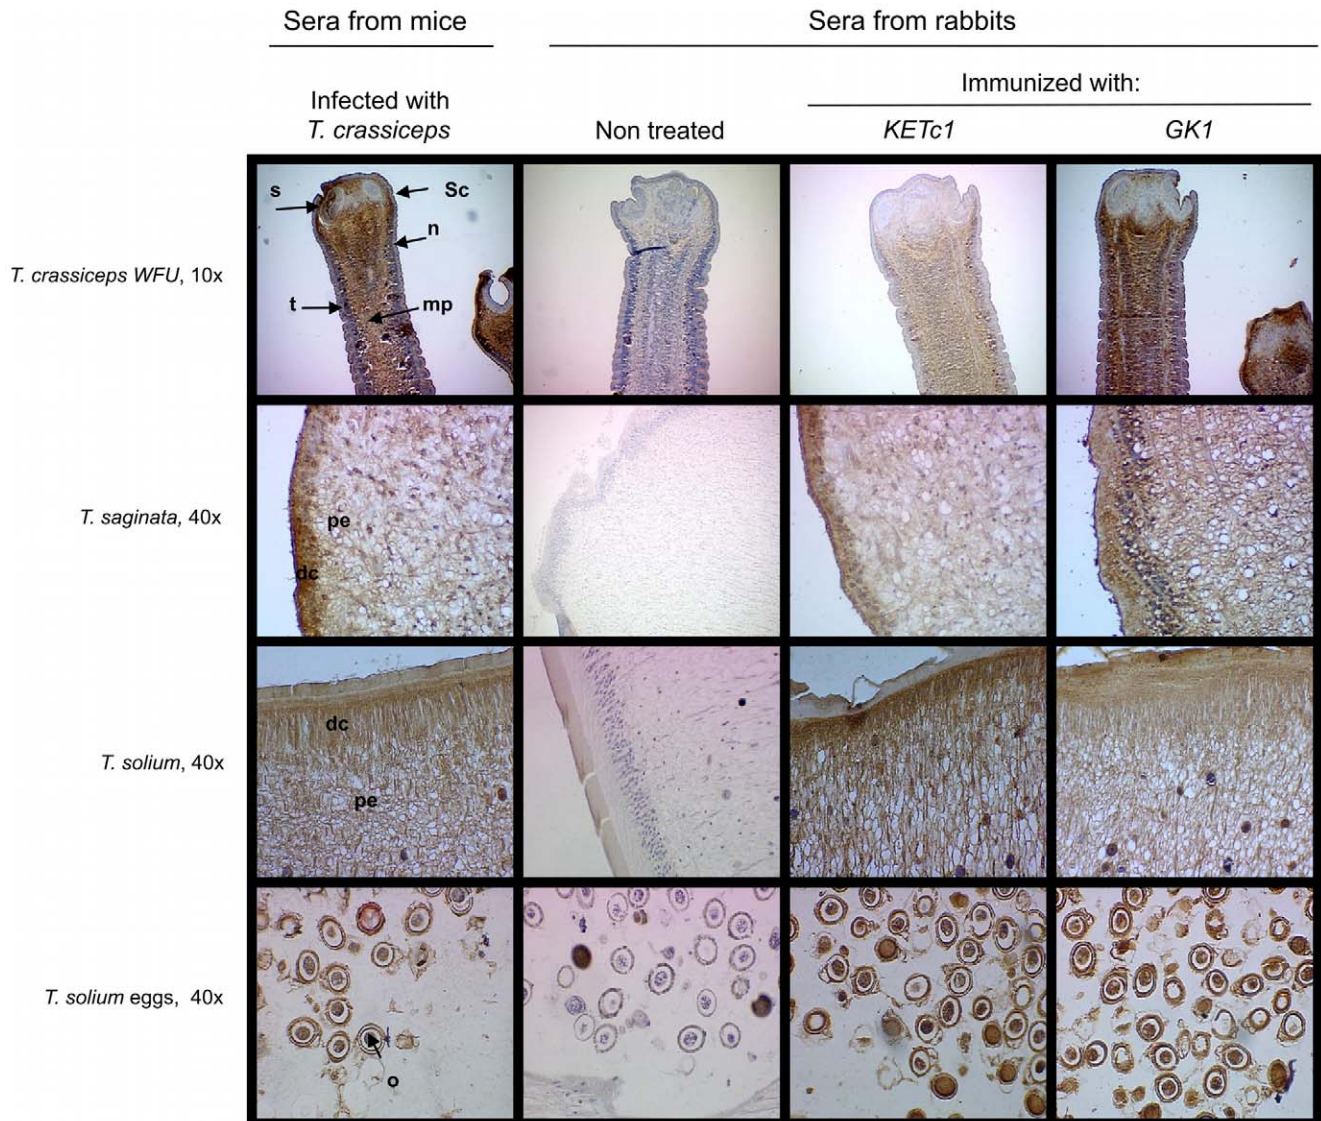 Sera from mice
Sera from rabbits
Infected with
T. crassiceps
Non treated
Immunized with:
KETc1
GK1
T. crassiceps WFU, 10x
s
Sc
n
t
mp
T. saginata, 40x
pe
dc
T. solium, 40x
dc
pe
T. solium eggs, 40x
o